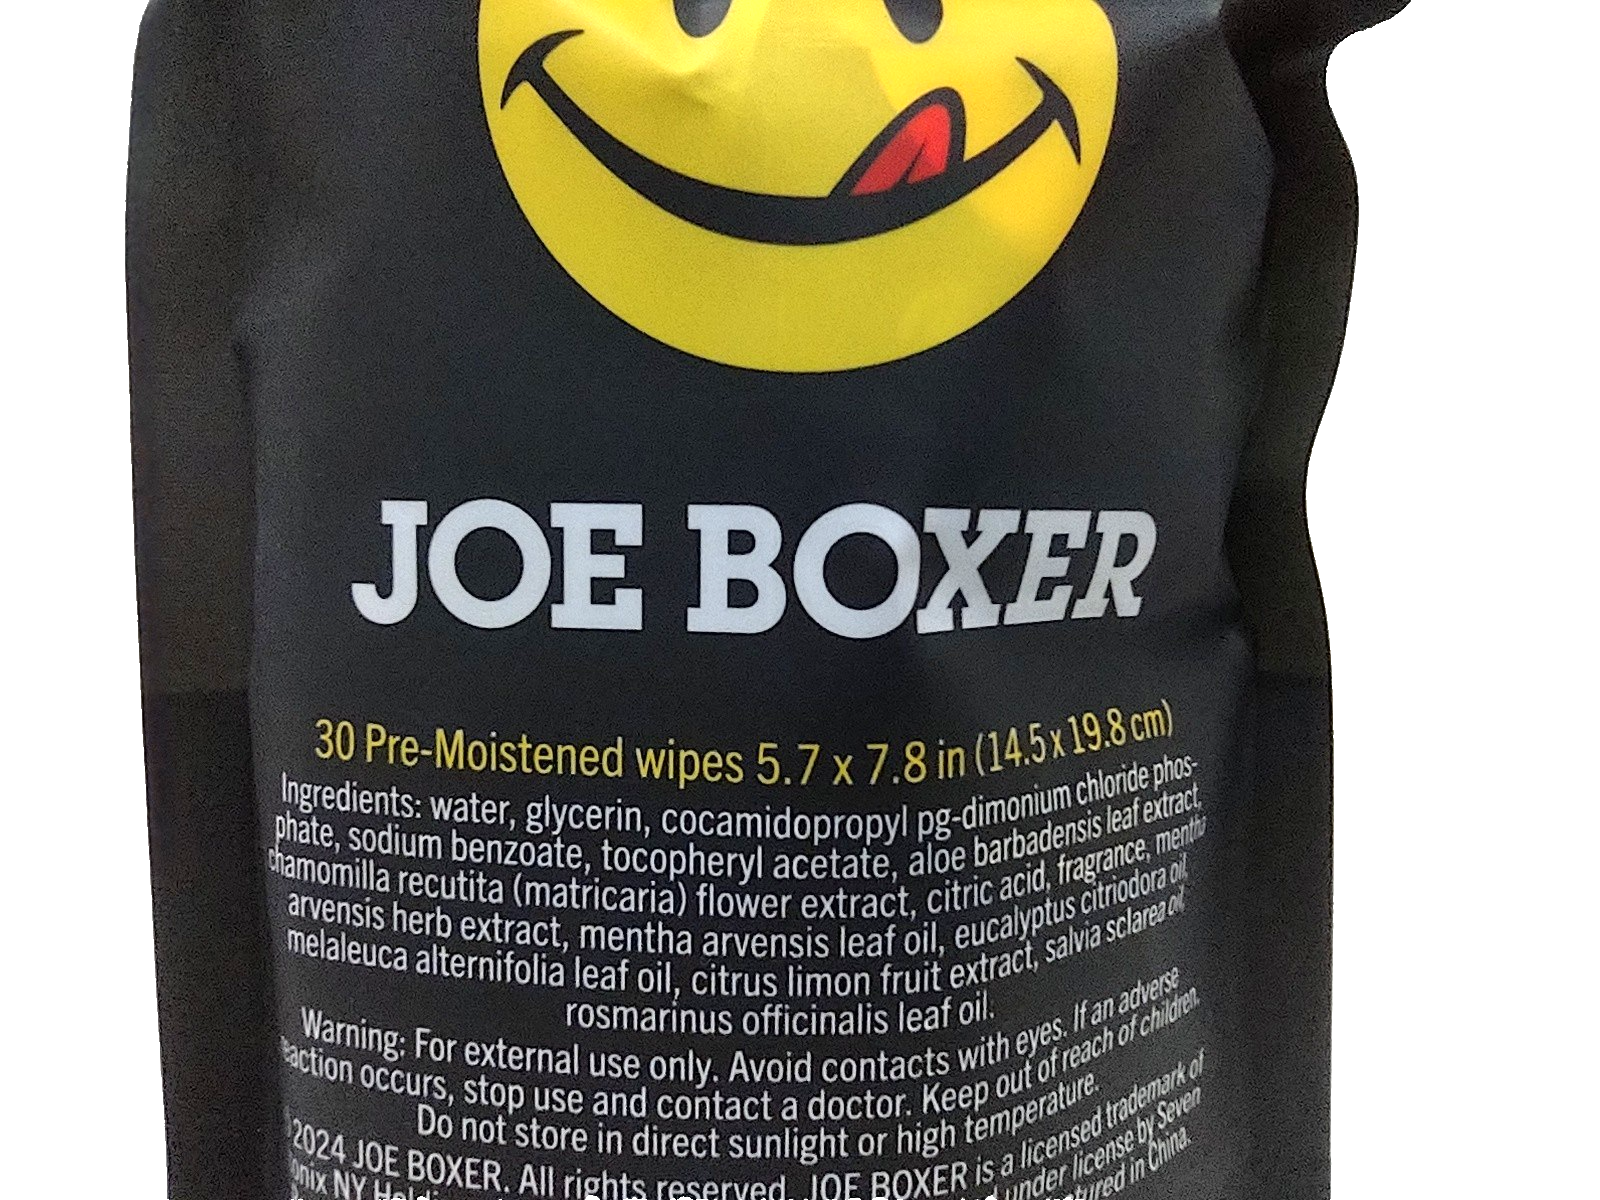 JOE BOXER
30 Pre-Moistened wipes 5.7 x 7.8 in (14.5 x 19.8 cm)
Ingredients: water, glycerin, cocamidopropyl pg-dimonium chloride phos-
phate, sodium benzoate, tocopheryl acetate, aloe barbadensis leaf extract,
chamomilla recutita (matricaria) flower extract, citric acid, fragrance, mentha
arvensis herb extract, mentha arvensis leaf oil, eucalyptus citriodora oil,
melaleuca alternifolia leaf oil, citrus limon fruit extract, salvia sclarea oil,
rosmarinus officinalis leaf oil.
Warning: For external use only. Avoid contacts with eyes. If an adverse
reaction occurs, stop use and contact a doctor. Keep out of reach of children.
Do not store in direct sunlight or high temperature.
2024 JOE BOXER. All rights reserved. JOE BOXER is a licensed trademark of
NY under license by Seven
in China.